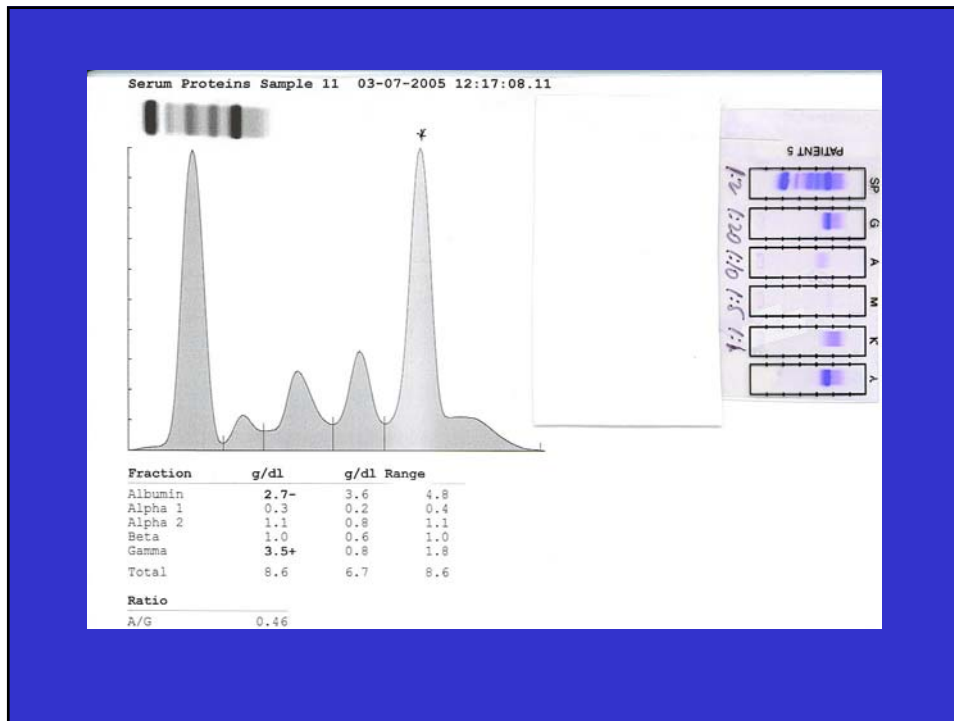 Serum Proteins Sample 11 03-07-2005 12:17:08.11
Fraction g/dl g/dl Range
Albumin 2.7- 3.6 4.8
Alpha 1 0.3 0.2 0.4
Alpha 2 1.1 0.8 1.1
Beta 1.0 0.6 1.0
Gamma 3.5+ 0.8 1.8
Total 8.6 6.7 8.6
Ratio
A/G 0.46
PATIENT 5
SP
G
A
M
K
λ
1:2 1:20 1:10 1:5